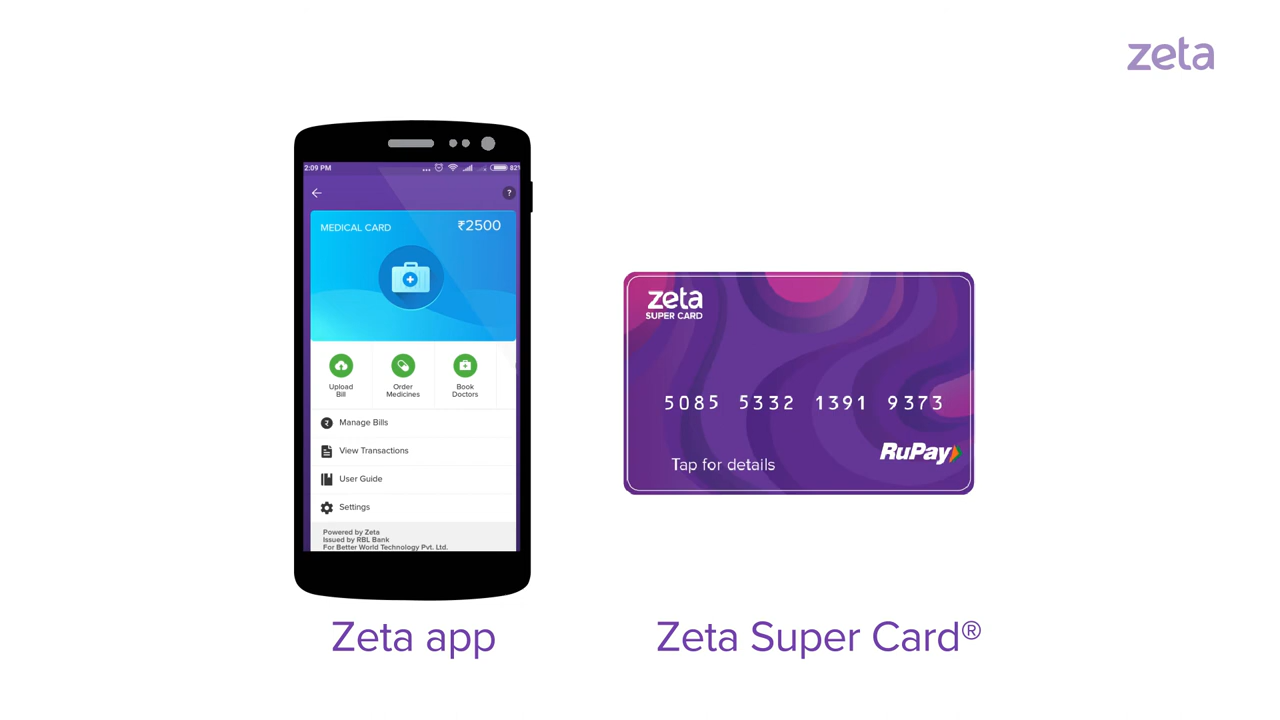 zeta
2:09 PM
82
?
MEDICAL CARD ₹2500
Upload Bill
Order Medicines
Book Doctors
Manage Bills
View Transactions
User Guide
Settings
Powered by Zeta
Issued by RBL Bank
For Better World Technology Pvt. Ltd.
zeta
SUPER CARD
5085 5332 1391 9373
Tap for details
RuPay
Zeta app
Zeta Super Card®